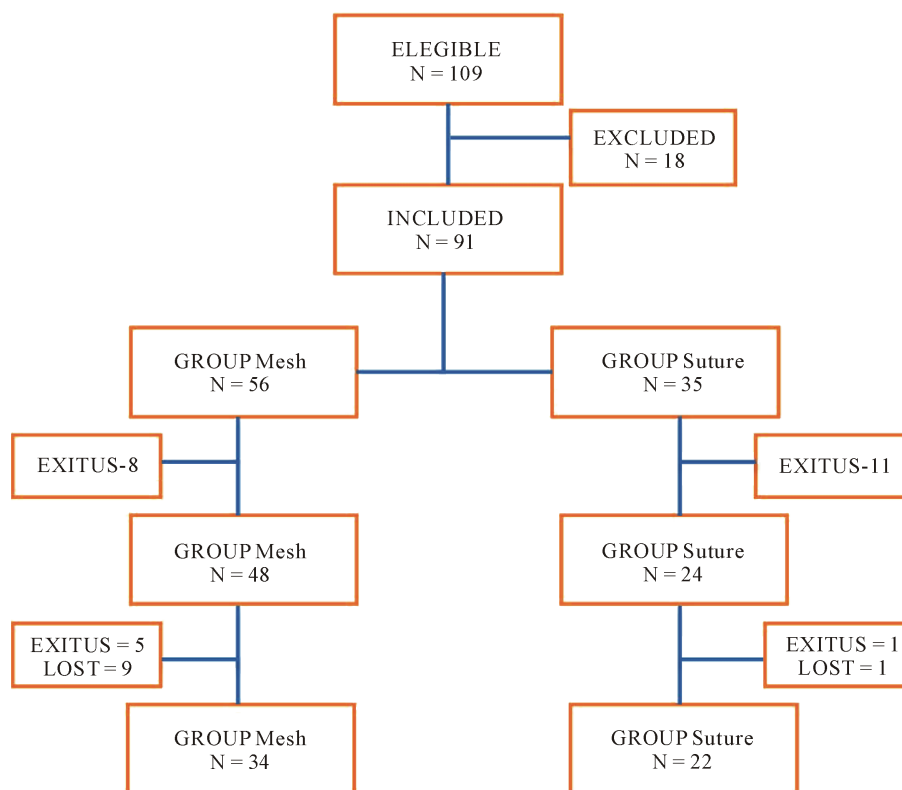 ELEGIBLE
N = 109
EXCLUDED
N = 18
INCLUDED
N = 91
GROUP Mesh
N = 56
GROUP Suture
N = 35
EXITUS-8
EXITUS-11
GROUP Mesh
N = 48
GROUP Suture
N = 24
EXITUS = 5
LOST = 9
EXITUS = 1
LOST = 1
GROUP Mesh
N = 34
GROUP Suture
N = 22